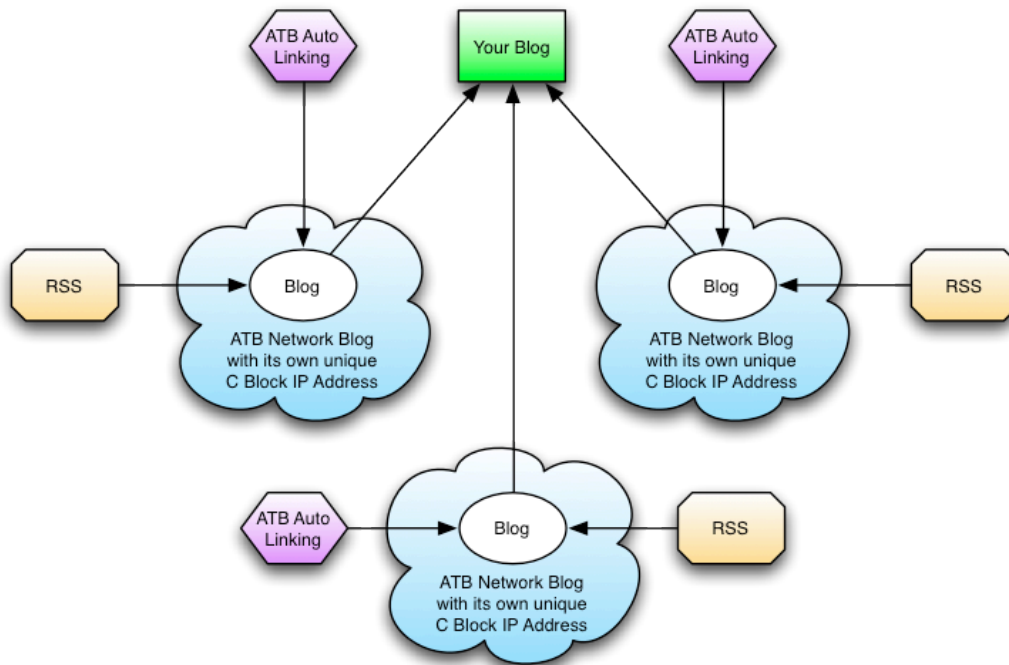 ATB Auto
Linking
Your Blog
ATB Auto
Linking
RSS
Blog
ATB Network Blog
with its own unique
C Block IP Address
Blog
ATB Network Blog
with its own unique
C Block IP Address
RSS
ATB Auto
Linking
Blog
ATB Network Blog
with its own unique
C Block IP Address
RSS